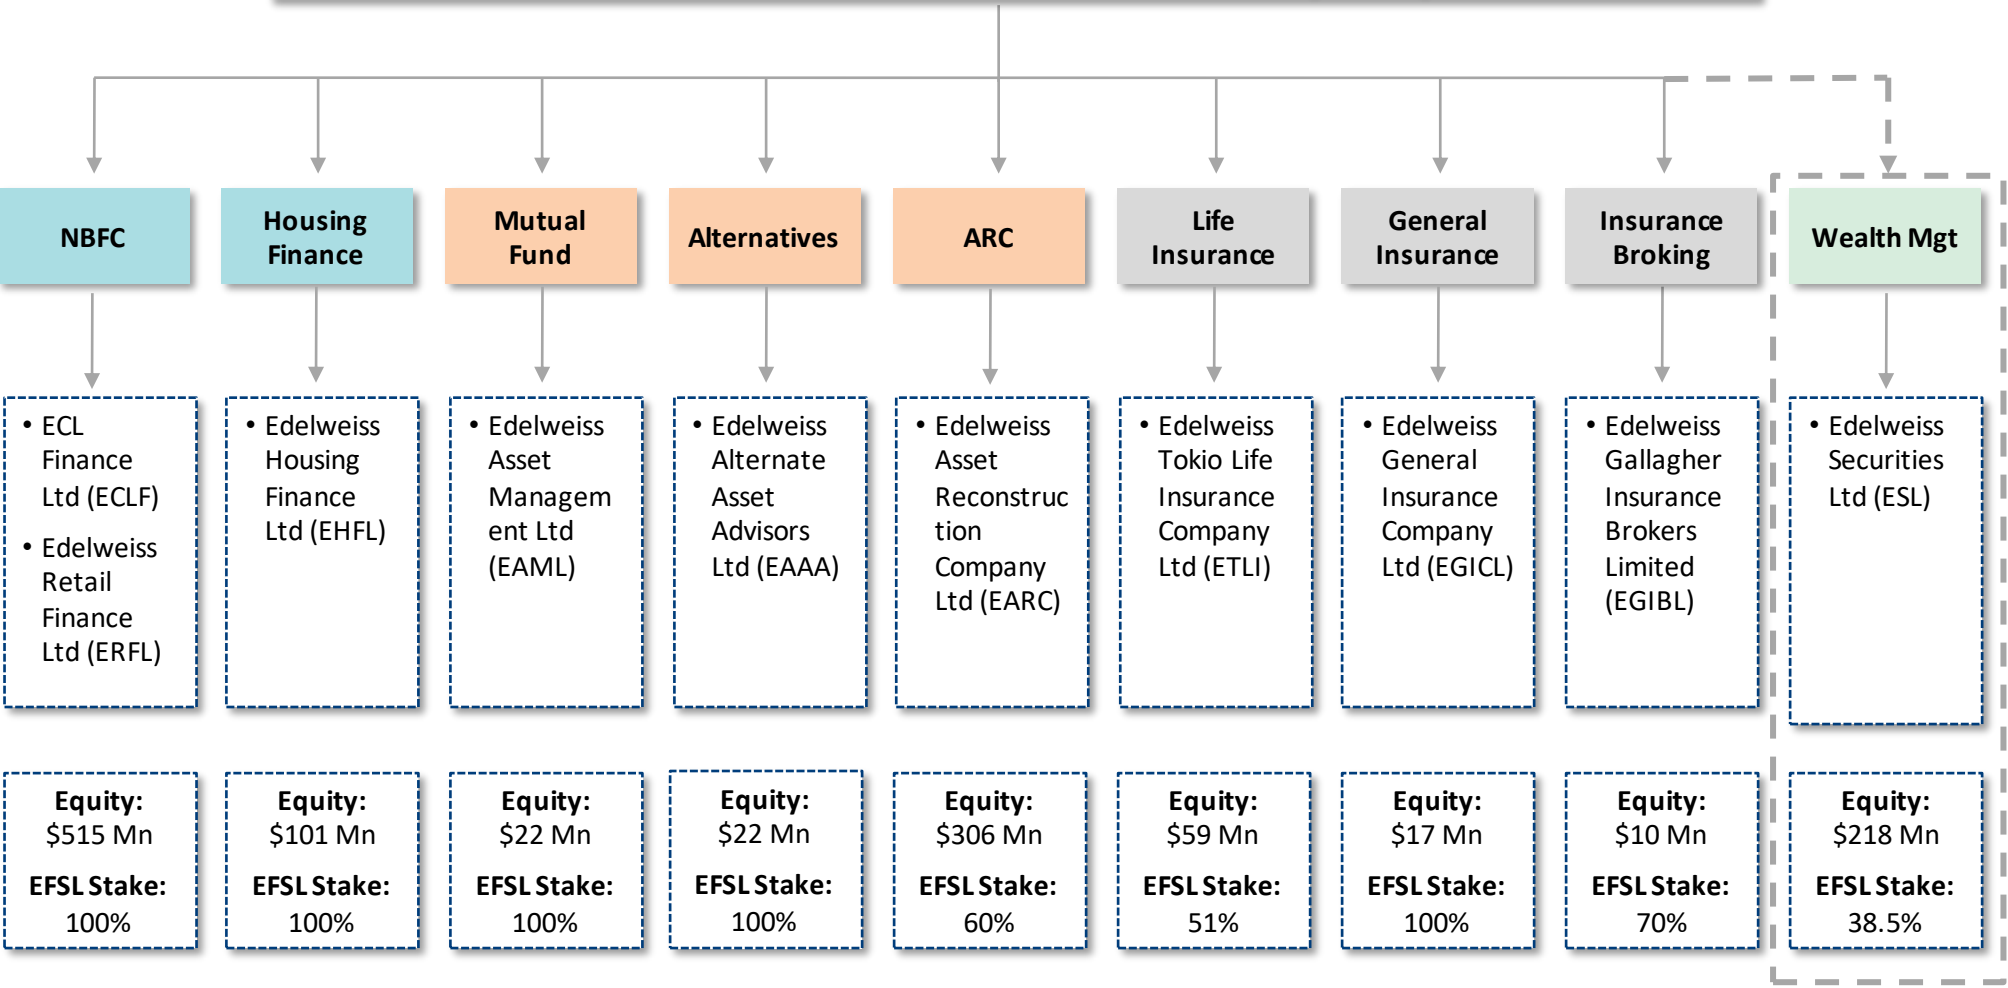 NBFC
Housing
Finance
Mutual
Fund
Alternatives
ARC
Life
Insurance
General
Insurance
Insurance
Broking
Wealth Mgt
• ECL
Finance
Ltd (ECLF)
• Edelweiss
Retail
Finance
Ltd (ERFL)
• Edelweiss
Housing
Finance
Ltd (EHFL)
• Edelweiss
Asset
Managem
ent Ltd
(EAML)
• Edelweiss
Alternate
Asset
Advisors
Ltd (EAAA)
• Edelweiss
Asset
Reconstruc
tion
Company
Ltd (EARC)
• Edelweiss
Tokio Life
Insurance
Company
Ltd (ETLI)
• Edelweiss
General
Insurance
Company
Ltd (EGICL)
• Edelweiss
Gallagher
Insurance
Brokers
Limited
(EGIBL)
• Edelweiss
Securities
Ltd (ESL)
Equity:
$515 Mn
EFSL Stake:
100%
Equity:
$101 Mn
EFSL Stake:
100%
Equity:
$22 Mn
EFSL Stake:
100%
Equity:
$22 Mn
EFSL Stake:
100%
Equity:
$306 Mn
EFSL Stake:
60%
Equity:
$59 Mn
EFSL Stake:
51%
Equity:
$17 Mn
EFSL Stake:
100%
Equity:
$10 Mn
EFSL Stake:
70%
Equity:
$218 Mn
EFSL Stake:
38.5%